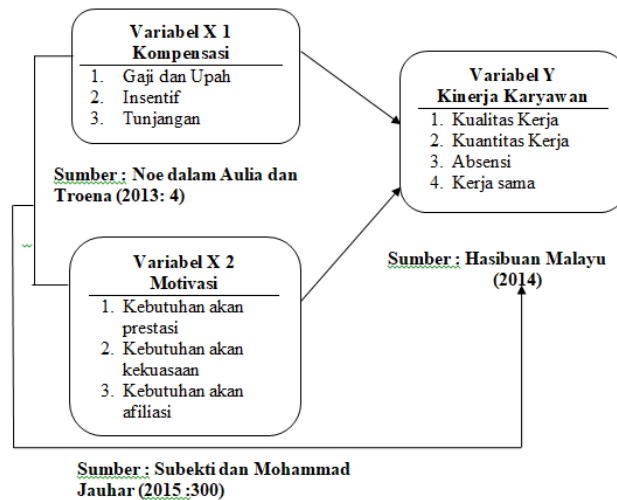 Variabel X 1
Kompensasi
1. Gaji dan Upah
2. Insentif
3. Tunjangan
Sumber : Noe dalam Aulia dan
Troena (2013: 4)
Variabel X 2
Motivasi
1. Kebutuhan akan
prestasi
2. Kebutuhan akan
kekuasaan
3. Kebutuhan akan
afiliasi
Sumber : Subekti dan Mohammad
Jauhar (2015 :300)
Variabel Y
Kinerja Karyawan
1. Kualitas Kerja
2. Kuantitas Kerja
3. Absensi
4. Kerja sama
Sumber : Hasibuan Malayu
(2014)